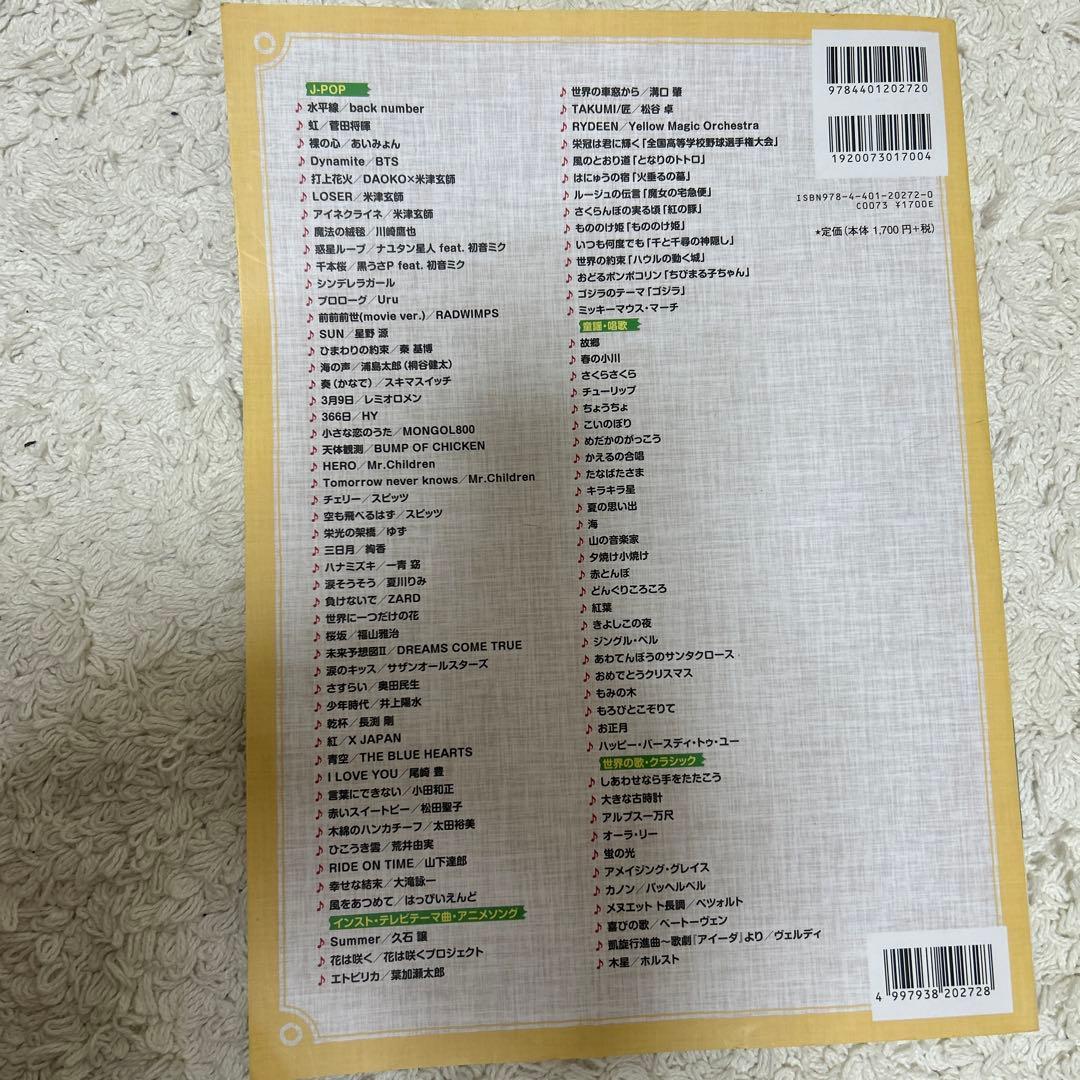 J-POP
♪ 水平線／back number
♪ 虹／菅田将暉
♪ 裸の心／あいみょん
♪ Dynamite／BTS
♪ 打上花火／DAOKO×米津玄師
♪ LOSER／米津玄師
♪ アイネクライネ／米津玄師
♪ 魔法の絨毯／川崎鷹也
♪ 惑星ループ／ナユタン星人 feat. 初音ミク
♪ 千本桜／黒うさP feat. 初音ミク
♪ シンデレラガール
♪ プロローグ／Uru
♪ 前前前世(movie ver.)／RADWIMPS
♪ SUN／星野 源
♪ ひまわりの約束／秦 基博
♪ 海の声／浦島太郎（桐谷健太）
♪ 奏（かなで）／スキマスイッチ
♪ 3月9日／レミオロメン
♪ 366日／HY
♪ 小さな恋のうた／MONGOL800
♪ 天体観測／BUMP OF CHICKEN
♪ HERO／Mr.Children
♪ Tomorrow never knows／Mr.Children
♪ チェリー／スピッツ
♪ 空も飛べるはず／スピッツ
♪ 栄光の架橋／ゆず
♪ 三日月／絢香
♪ ハナミズキ／一青 窈
♪ 涙そうそう／夏川りみ
♪ 負けないで／ZARD
♪ 世界に一つだけの花
♪ 桜坂／福山雅治
♪ 未来予想図Ⅱ／DREAMS COME TRUE
♪ 涙のキッス／サザンオールスターズ
♪ さすらい／奥田民生
♪ 少年時代／井上陽水
♪ 乾杯／長渕 剛
♪ 紅／X JAPAN
♪ 青空／THE BLUE HEARTS
♪ I LOVE YOU／尾崎 豊
♪ 言葉にできない／小田和正
♪ 赤いスイートピー／松田聖子
♪ 木綿のハンカチーフ／太田裕美
♪ ひこうき雲／荒井由実
♪ RIDE ON TIME／山下達郎
♪ 幸せな結末／大滝詠一
♪ 風をあつめて／はっぴいえんど
インスト・テレビテーマ曲・アニメソング
♪ Summer／久石 譲
♪ 花は咲く／花は咲くプロジェクト
♪ エトピリカ／葉加瀬太郎
♪ 世界の車窓から／溝口 肇
♪ TAKUMI/匠／松谷 卓
♪ RYDEEN／Yellow Magic Orchestra
♪ 栄冠は君に輝く「全国高等学校野球選手権大会」
♪ 風のとおり道「となりのトトロ」
♪ はにゅうの宿「火垂るの墓」
♪ ルージュの伝言「魔女の宅急便」
♪ さくらんぼの実る頃「紅の豚」
♪ もののけ姫「もののけ姫」
♪ いつも何度でも「千と千尋の神隠し」
♪ 世界の約束「ハウルの動く城」
♪ おどるポンポコリン「ちびまる子ちゃん」
♪ ゴジラのテーマ「ゴジラ」
♪ ミッキーマウス・マーチ
童謡・唱歌
♪ 故郷
♪ 春の小川
♪ さくらさくら
♪ チューリップ
♪ ちょうちょ
♪ こいのぼり
♪ めだかのがっこう
♪ かえるの合唱
♪ たなばたさま
♪ キラキラ星
♪ 夏の思い出
♪ 海
♪ 山の音楽家
♪ 夕焼け小焼け
♪ 赤とんぼ
♪ どんぐりころころ
♪ 紅葉
♪ きよしこの夜
♪ ジングル・ベル
♪ あわてんぼうのサンタクロース
♪ おめでとうクリスマス
♪ もみの木
♪ もろびとこぞりて
♪ お正月
♪ ハッピー・バースデイ・トゥ・ユー
世界の歌・クラシック
♪ しあわせなら手をたたこう
♪ 大きな古時計
♪ アルプス一万尺
♪ オーラ・リー
♪ 蛍の光
♪ アメイジング・グレイス
♪ カノン／パッヘルベル
♪ メヌエット ト長調／ペツォルト
♪ 喜びの歌／ベートーヴェン
♪ 凱旋行進曲〜歌劇『アイーダ』より／ヴェルディ
♪ 木星／ホルスト
9784401202720
1920073017004
ISBN978-4-401-20272-0
C0073 ¥1700E
★定価（本体 1,700円+税）
4 997938 202728